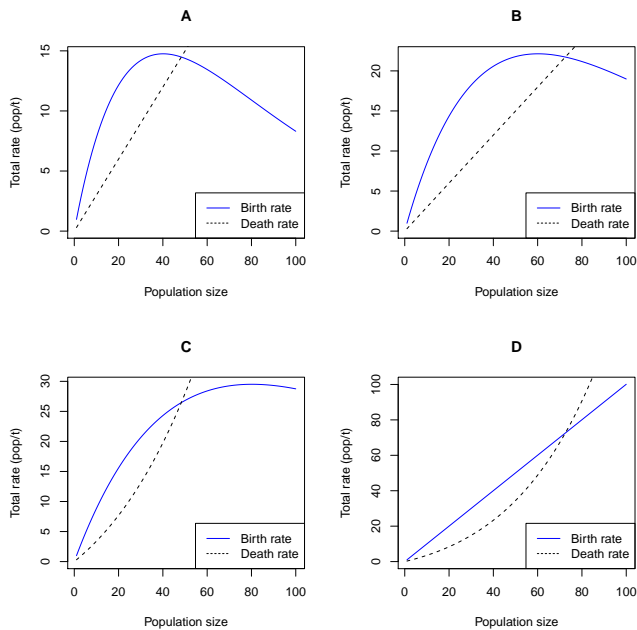 A
Total rate (pop/t)
15
10
5
0
Birth rate
Death rate
0 20 40 60 80 100
Population size
B
Total rate (pop/t)
20
15
10
5
0
Birth rate
Death rate
0 20 40 60 80 100
Population size
C
Total rate (pop/t)
30
25
20
15
10
5
0
Birth rate
Death rate
0 20 40 60 80 100
Population size
D
Total rate (pop/t)
100
80
60
40
20
0
Birth rate
Death rate
0 20 40 60 80 100
Population size